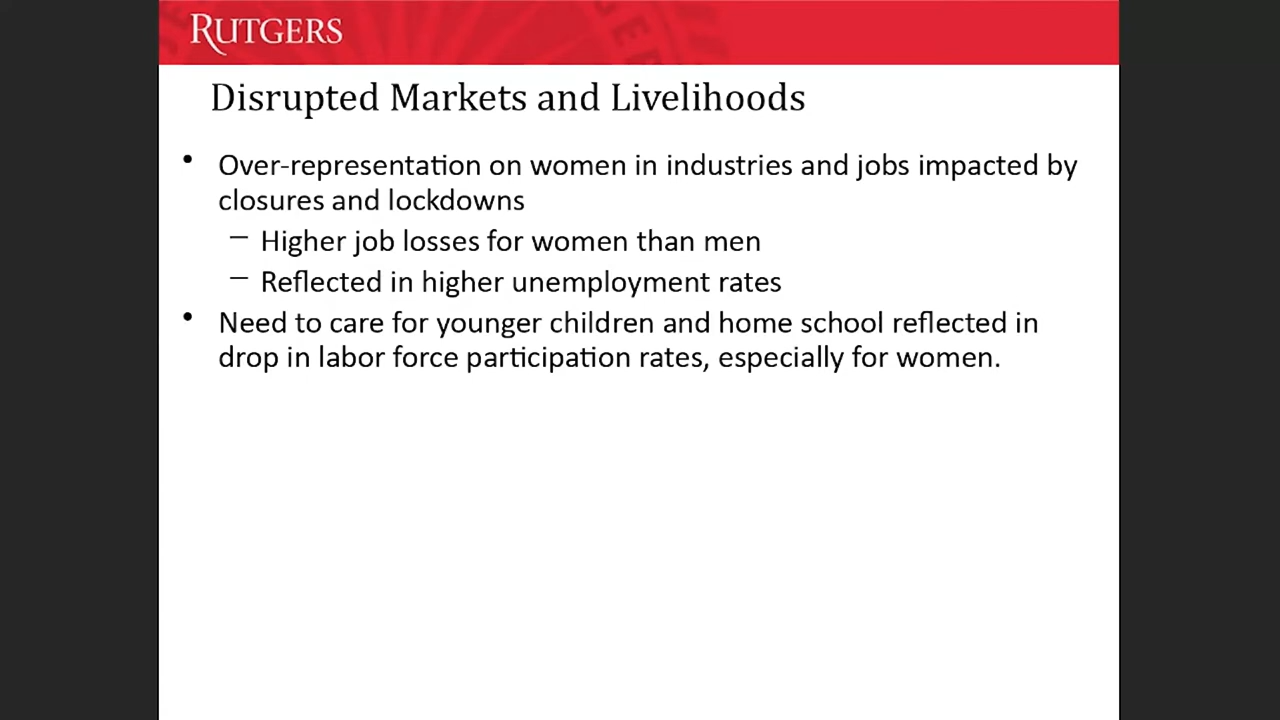 RUTGERS
Disrupted Markets and Livelihoods
• Over-representation on women in industries and jobs impacted by
closures and lockdowns
– Higher job losses for women than men
– Reflected in higher unemployment rates
• Need to care for younger children and home school reflected in
drop in labor force participation rates, especially for women.